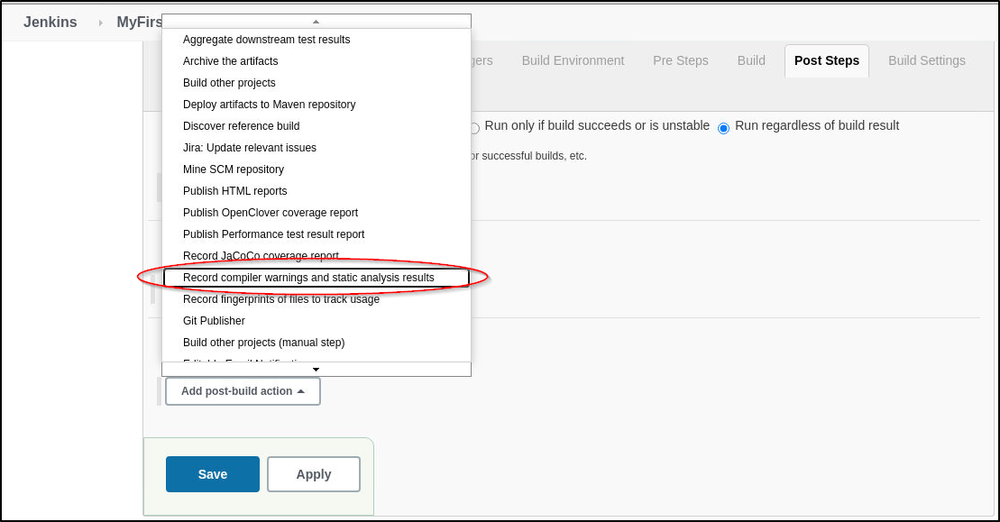 Jenkins MyFirs
Aggregate downstream test results
Archive the artifacts
Build other projects
Deploy artifacts to Maven repository
Discover reference build
Jira: Update relevant issues
Mine SCM repository
Publish HTML reports
Publish OpenClover coverage report
Publish Performance test result report
Record JaCoCo coverage report
Record compiler warnings and static analysis results
Record fingerprints of files to track usage
Git Publisher
Build other projects (manual step)
gers Build Environment Pre Steps Build Post Steps Build Settings
Run only if build succeeds or is unstable Run regardless of build result
or successful builds, etc.
Add post-build action
Save Apply